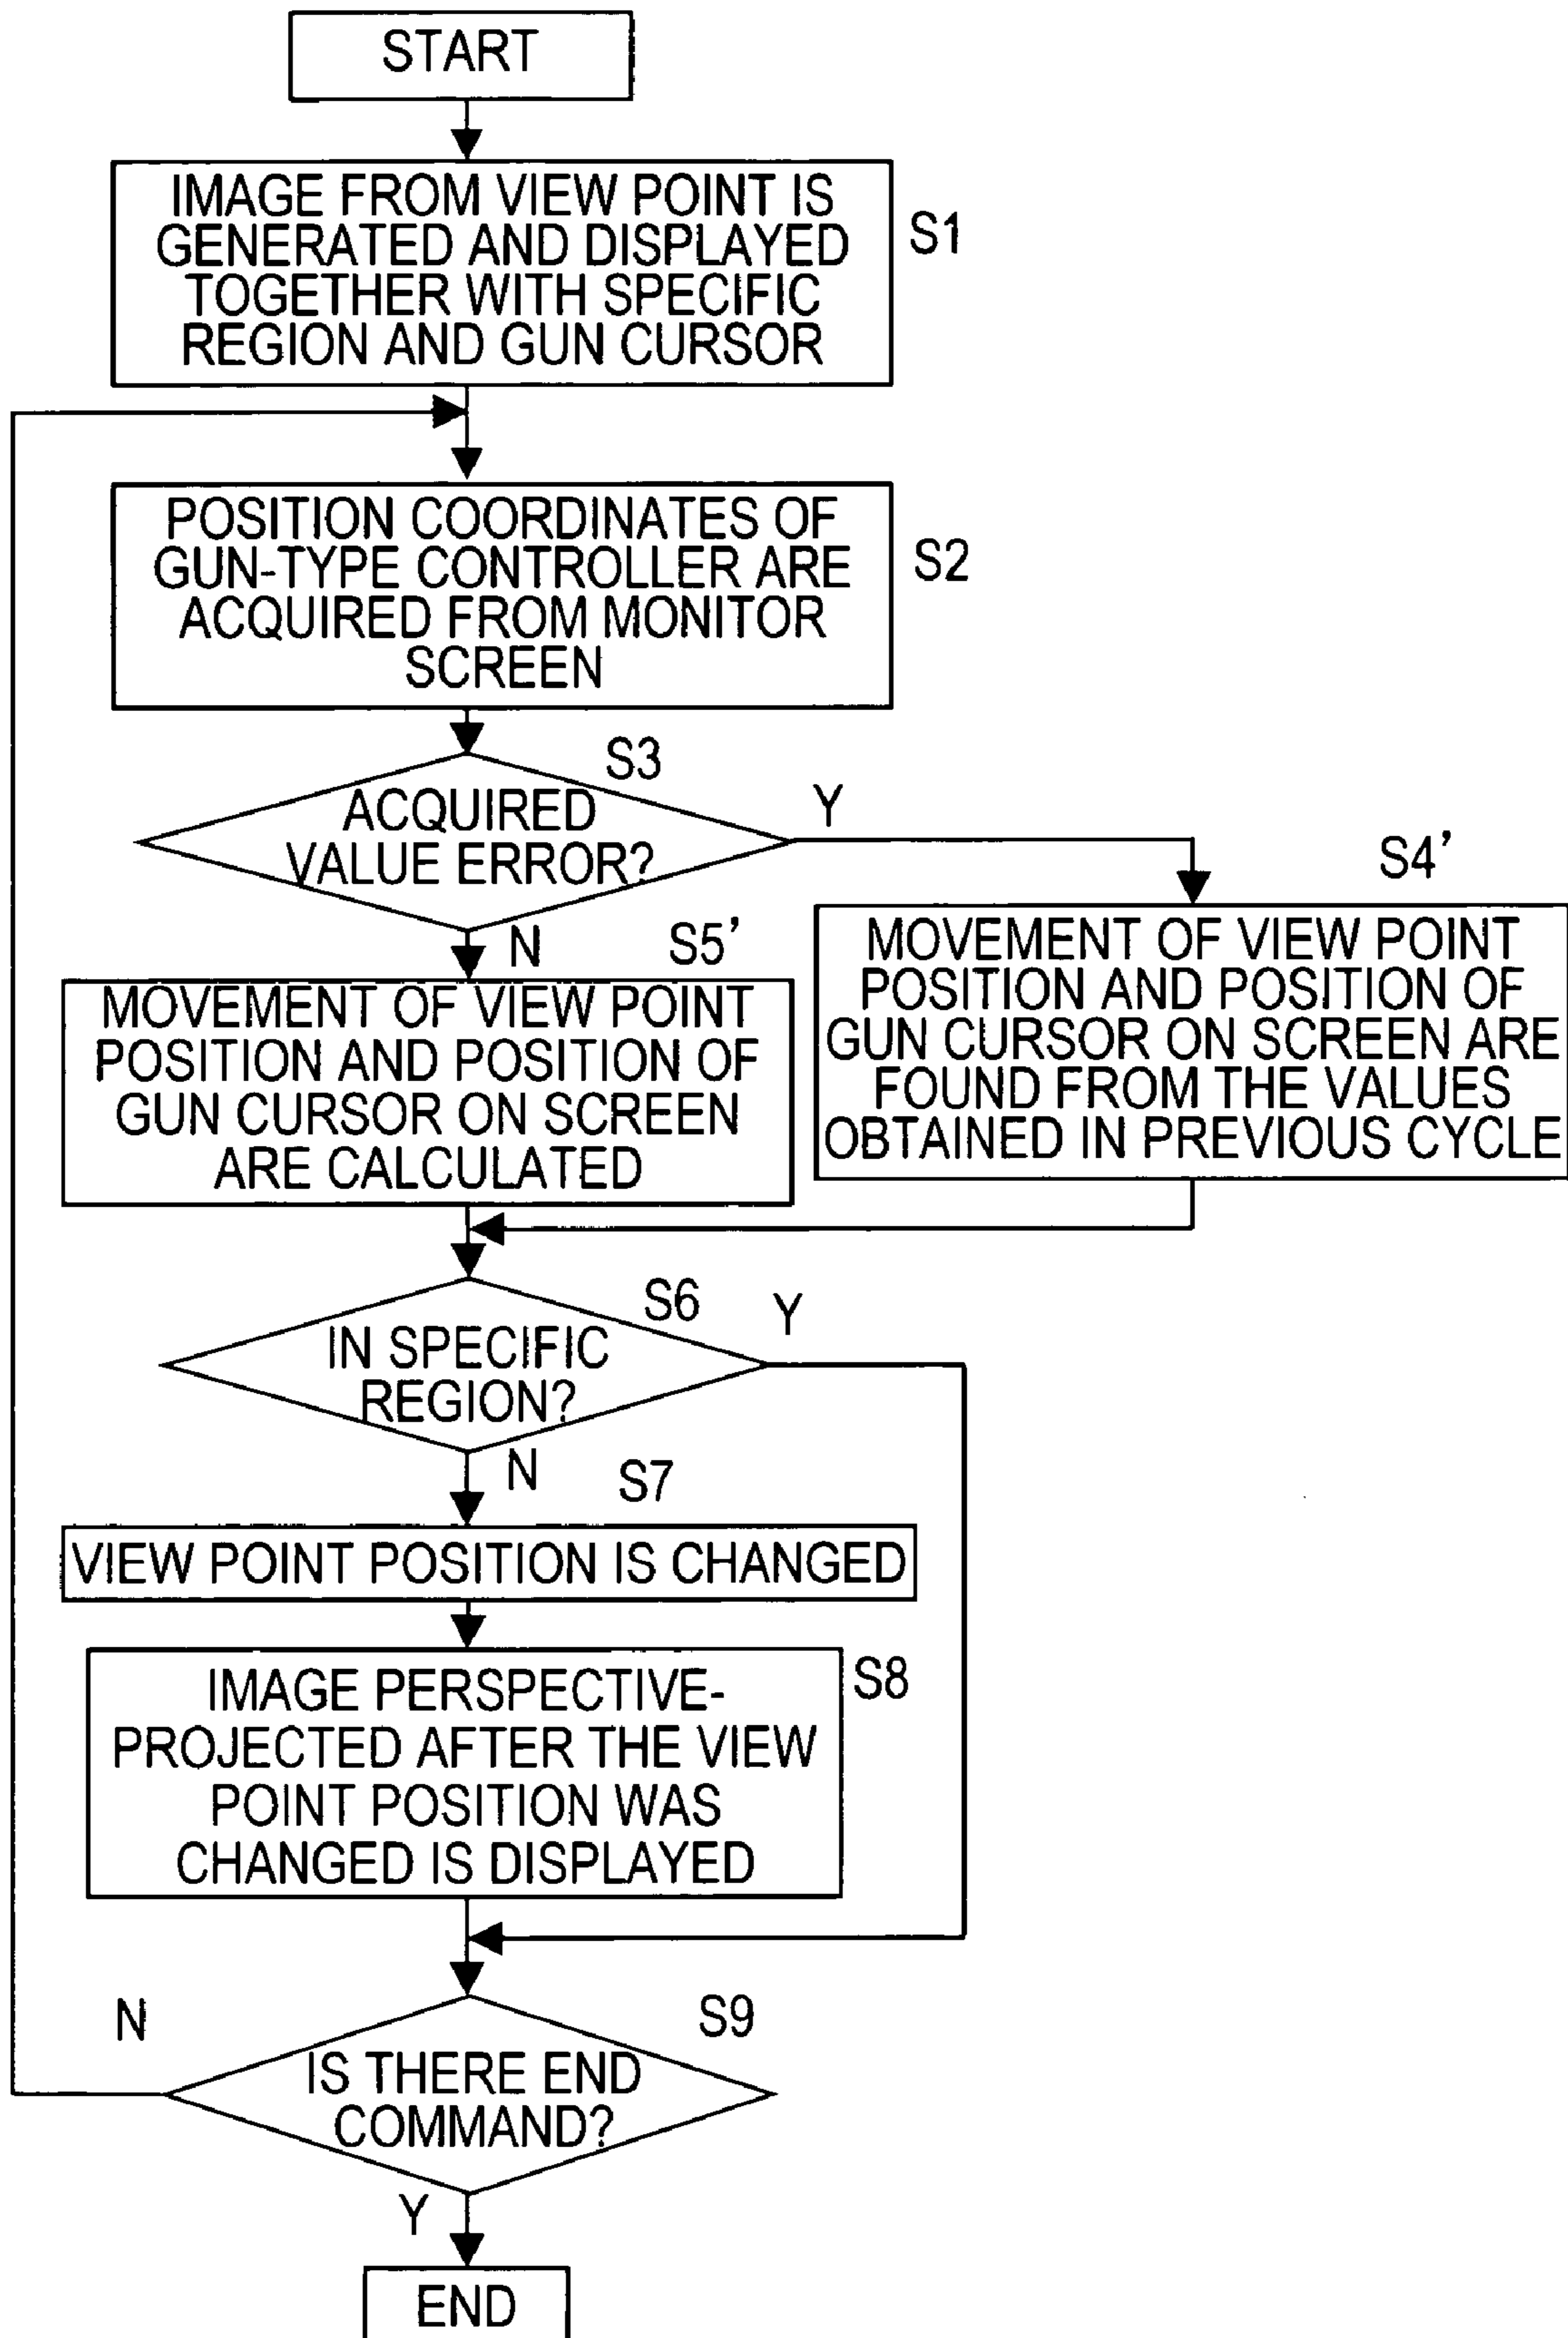 START
IMAGE FROM VIEW POINT IS
GENERATED AND DISPLAYED
TOGETHER WITH SPECIFIC
REGION AND GUN CURSOR
S1
POSITION COORDINATES OF
GUN-TYPE CONTROLLER ARE
ACQUIRED FROM MONITOR
SCREEN
S2
S3
ACQUIRED
VALUE ERROR?
Y
N
S4'
MOVEMENT OF VIEW POINT
POSITION AND POSITION OF
GUN CURSOR ON SCREEN ARE
FOUND FROM THE VALUES
OBTAINED IN PREVIOUS CYCLE
S5'
MOVEMENT OF VIEW POINT
POSITION AND POSITION OF
GUN CURSOR ON SCREEN
ARE CALCULATED
S6
IN SPECIFIC
REGION?
Y
N
S7
VIEW POINT POSITION IS CHANGED
S8
IMAGE PERSPECTIVE-
PROJECTED AFTER THE VIEW
POINT POSITION WAS
CHANGED IS DISPLAYED
N
S9
IS THERE END
COMMAND?
Y
END